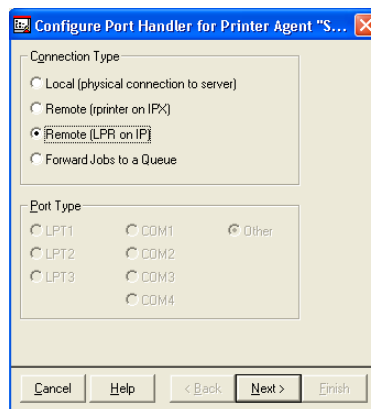 Configure Port Handler for Printer Agent "S...
Connection Type
Local (physical connection to server)
Remote (rprinter on IPX)
Remote (LPR on IP)
Forward Jobs to a Queue
Port Type
LPT1 COM1 Other
LPT2 COM2
LPT3 COM3
COM4
Cancel Help < Back Next > Finish